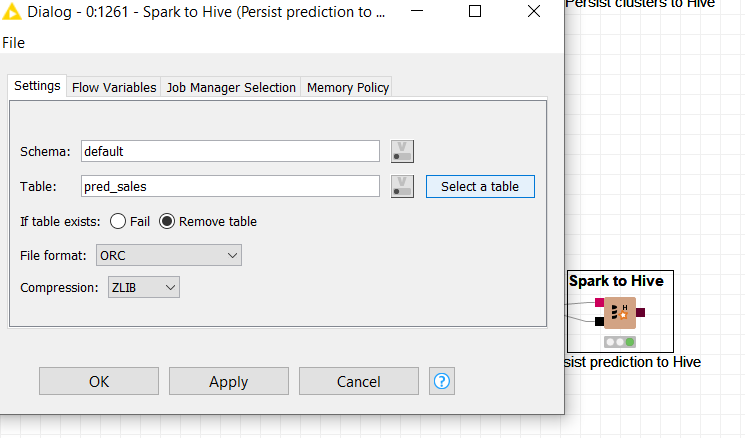 Dialog - 0:1261 - Spark to Hive (Persist prediction to ...
Persist clusters to Hive
File
Settings
Flow Variables
Job Manager Selection
Memory Policy
Schema:
default
V
Table:
pred_sales
V
Select a table
If table exists:
Fail
Remove table
File format:
ORC
Compression:
ZLIB
OK
Apply
Cancel
?
Spark to Hive
H
sist prediction to Hive